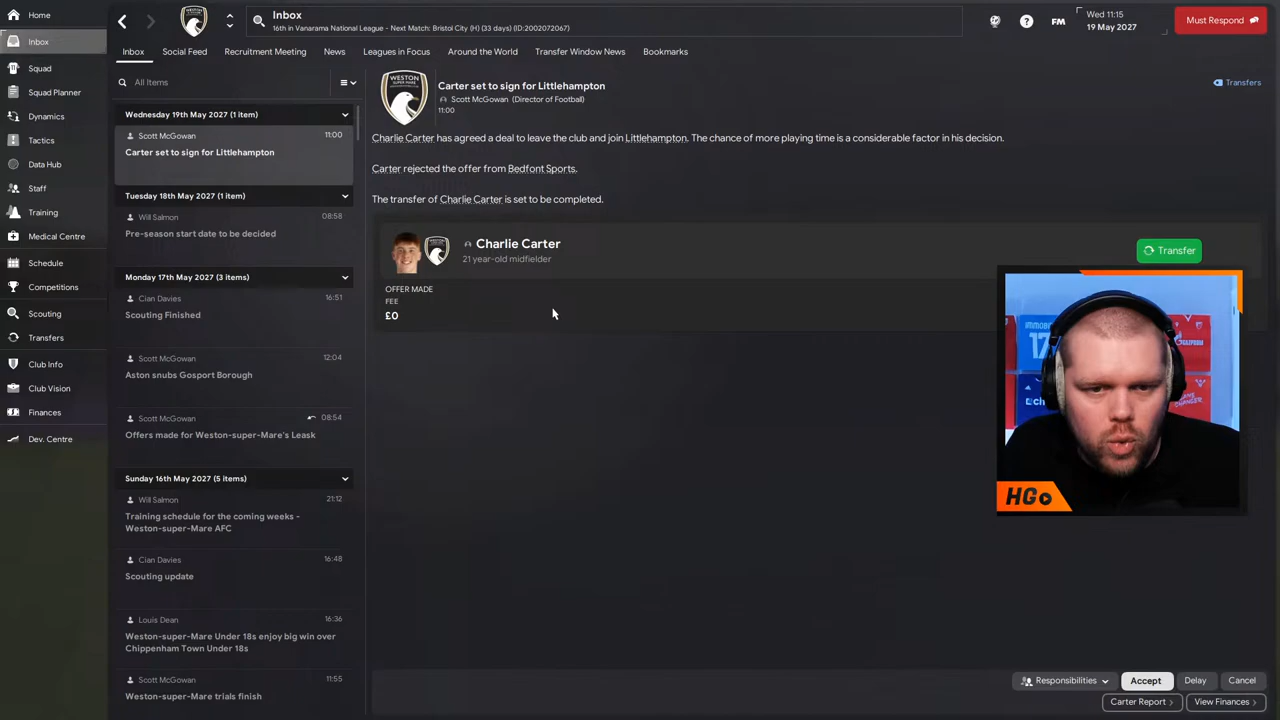 Home
Inbox
Squad
Squad Planner
Dynamics
Tactics
Data Hub
Staff
Training
Medical Centre
Schedule
Competitions
Scouting
Transfers
Club Info
Club Vision
Finances
Dev. Centre
Inbox
16th in Vanarama National League - Next Match: Bristol City (H) (33 days) (ID:2002072067)
FM
Wed 11:15
19 May 2027
Must Respond
Inbox
Social Feed
Recruitment Meeting
News
Leagues in Focus
Around the World
Transfer Window News
Bookmarks
All Items
Wednesday 19th May 2027 (1 item)
Scott McGowan 11:00
Carter set to sign for Littlehampton
Tuesday 18th May 2027 (1 item)
Will Salmon 08:58
Pre-season start date to be decided
Monday 17th May 2027 (3 items)
Cian Davies 16:51
Scouting Finished
Scott McGowan 12:04
Aston snubs Gosport Borough
Scott McGowan 08:54
Offers made for Weston-super-Mare's Leask
Sunday 16th May 2027 (5 items)
Will Salmon 21:12
Training schedule for the coming weeks -
Weston-super-Mare AFC
Cian Davies 16:48
Scouting update
Louis Dean 16:36
Weston-super-Mare Under 18s enjoy big win over
Chippenham Town Under 18s
Scott McGowan 11:55
Weston-super-Mare trials finish
WESTON
Carter set to sign for Littlehampton
Scott McGowan (Director of Football)
11:00
Transfers
Charlie Carter has agreed a deal to leave the club and join Littlehampton. The chance of more playing time is a considerable factor in his decision.
Carter rejected the offer from Bedfont Sports.
The transfer of Charlie Carter is set to be completed.
Charlie Carter
21 year-old midfielder
Transfer
OFFER MADE
FEE
£0
17
HGO
Responsibilities
Accept
Delay
Cancel
Carter Report
View Finances